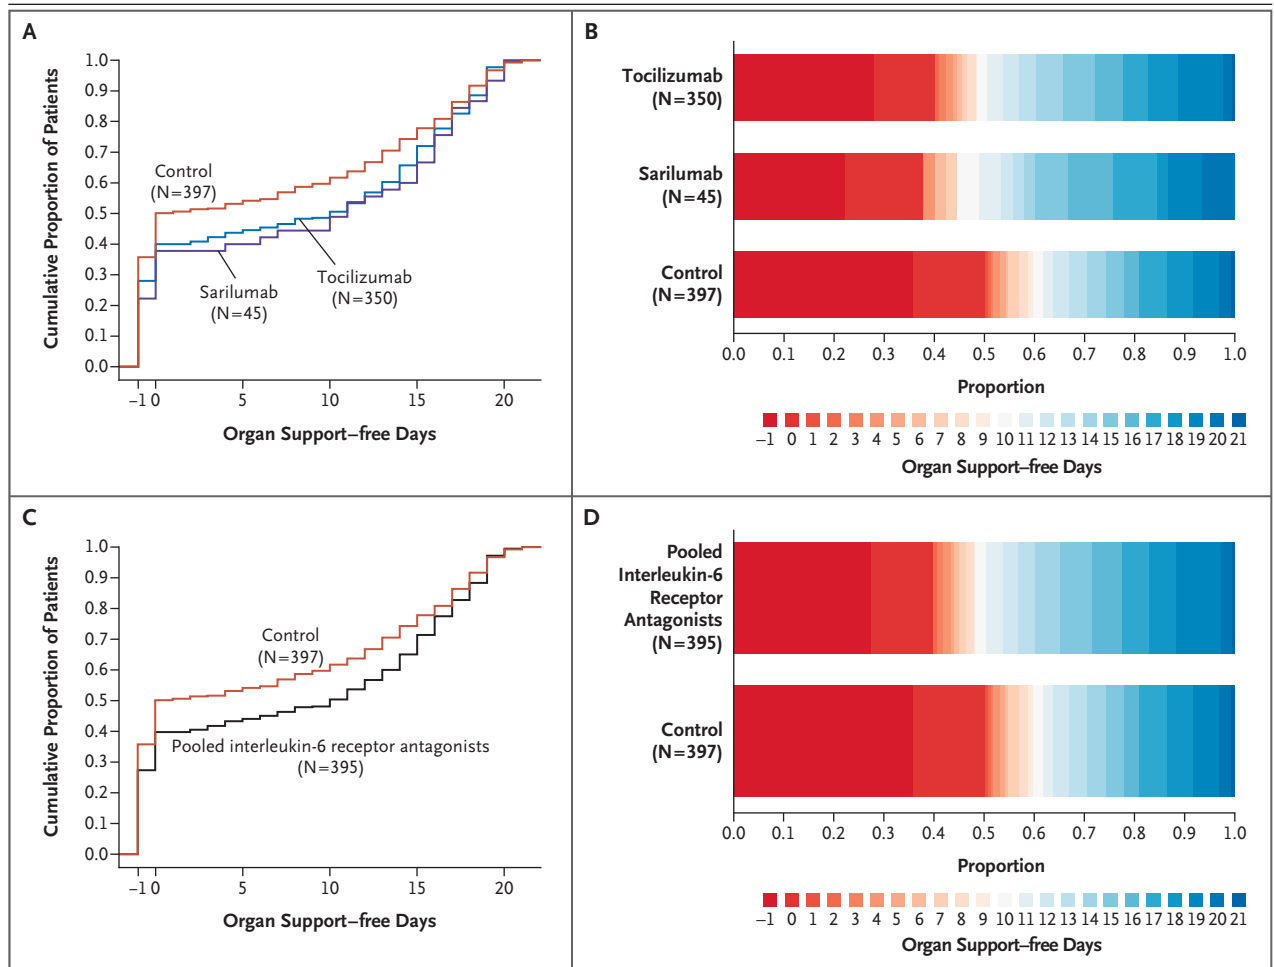 A
1.0
0.9
0.8
0.7
0.6
0.5
0.4
0.3
0.2
0.1
0.0
Cumulative Proportion of Patients
Control
(N=397)
Tocilizumab
(N=350)
Sarilumab
(N=45)
−1 0 5 10 15 20
Organ Support–free Days
B
Tocilizumab
(N=350)
Sarilumab
(N=45)
Control
(N=397)
0.0 0.1 0.2 0.3 0.4 0.5 0.6 0.7 0.8 0.9 1.0
Proportion
−1 0 1 2 3 4 5 6 7 8 9 10 11 12 13 14 15 16 17 18 19 20 21
Organ Support–free Days
C
1.0
0.9
0.8
0.7
0.6
0.5
0.4
0.3
0.2
0.1
0.0
Cumulative Proportion of Patients
Control
(N=397)
Pooled interleukin-6 receptor antagonists
(N=395)
−1 0 5 10 15 20
Organ Support–free Days
D
Pooled
Interleukin-6
Receptor
Antagonists
(N=395)
Control
(N=397)
0.0 0.1 0.2 0.3 0.4 0.5 0.6 0.7 0.8 0.9 1.0
Proportion
−1 0 1 2 3 4 5 6 7 8 9 10 11 12 13 14 15 16 17 18 19 20 21
Organ Support–free Days